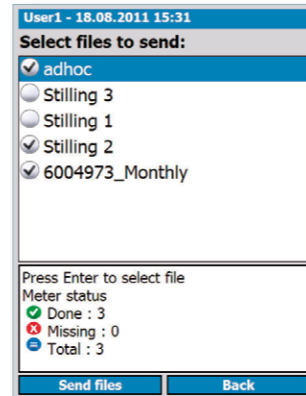 User1 - 18.08.2011 15:31
Select files to send:
adhoc
Stilling 3
Stilling 1
Stilling 2
6004973_Monthly
Press Enter to select file
Meter status
Done : 3
Missing : 0
Total : 3
Send files Back